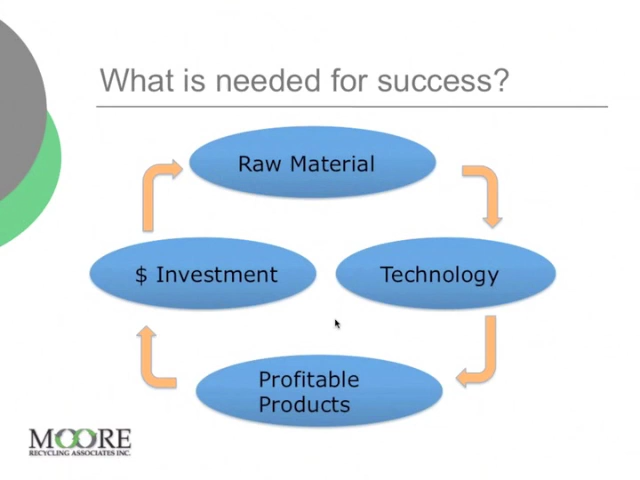 What is needed for success?
Raw Material
$ Investment
Technology
Profitable
Products
MOORE
RECYCLING ASSOCIATES INC.